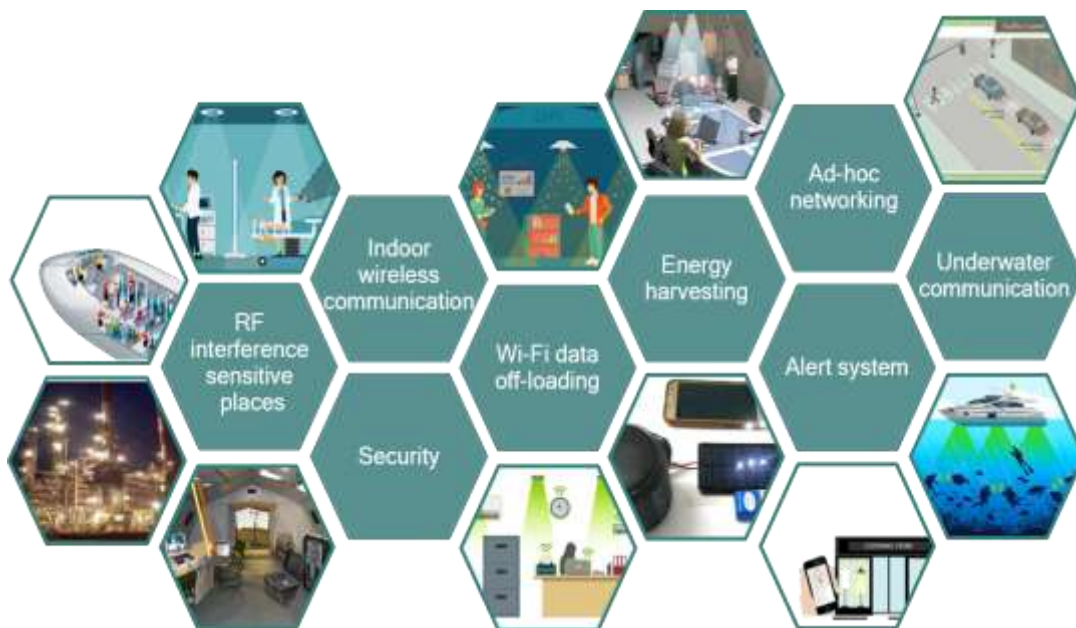 Ad-hoc
networking
Indoor
wireless
communication
Energy
harvesting
Underwater
communication
RF
interference
sensitive
places
Wi-Fi data
off-loading
Alert system
Security